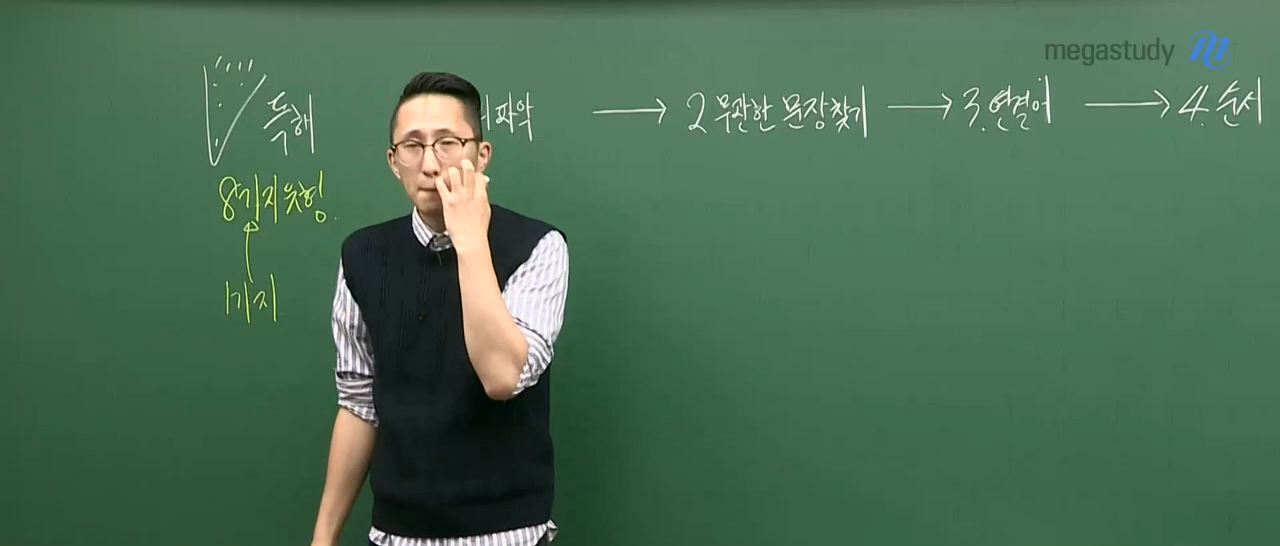 megastudy
독해
파악 → 2 무관한 문장찾기 → 3. 연결어 → 4. 순서
8가지 유형.
1가지